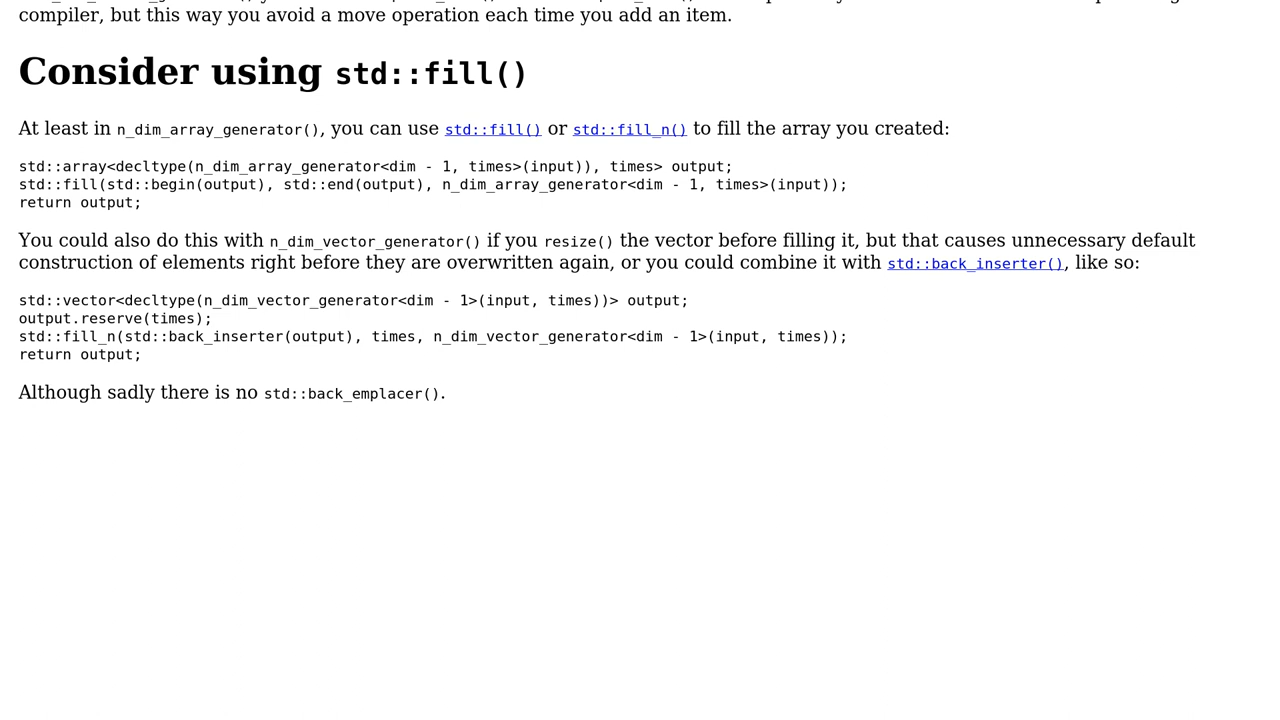 compiler, but this way you avoid a move operation each time you add an item.
Consider using std::fill()
At least in n_dim_array_generator(), you can use std::fill() or std::fill_n() to fill the array you created:
std::array<decltype(n_dim_array_generator<dim - 1, times>(input)), times> output;
std::fill(std::begin(output), std::end(output), n_dim_array_generator<dim - 1, times>(input));
return output;
You could also do this with n_dim_vector_generator() if you resize() the vector before filling it, but that causes unnecessary default
construction of elements right before they are overwritten again, or you could combine it with std::back_inserter(), like so:
std::vector<decltype(n_dim_vector_generator<dim - 1>(input, times))> output;
output.reserve(times);
std::fill_n(std::back_inserter(output), times, n_dim_vector_generator<dim - 1>(input, times));
return output;
Although sadly there is no std::back_emplacer().